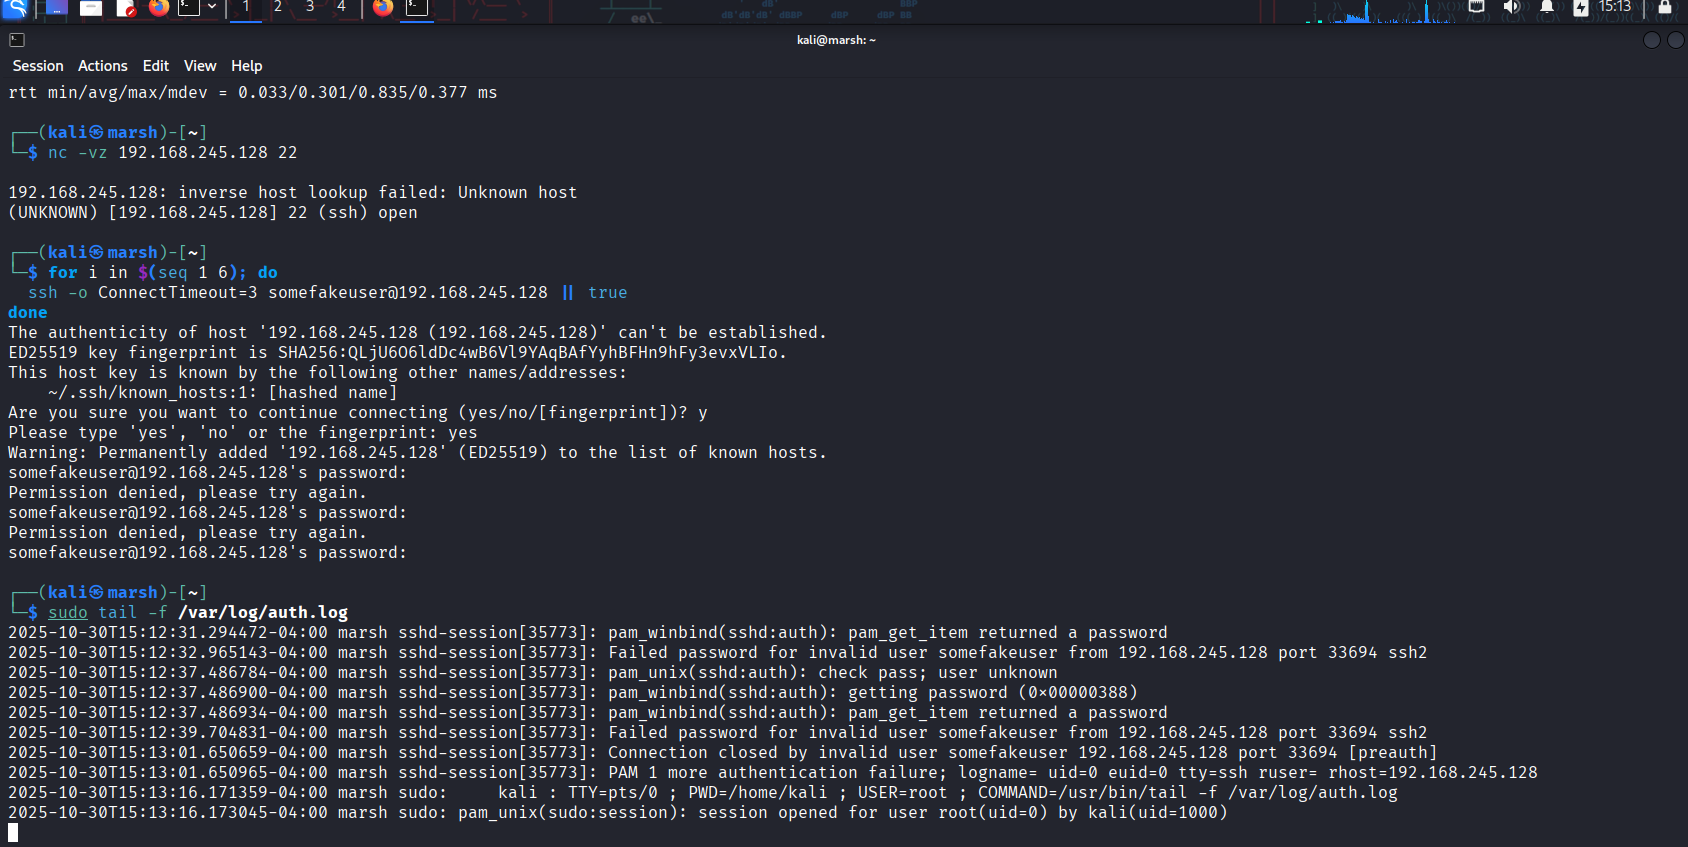 1 2 3 4 15:13
kali@marsh: ~
Session Actions Edit View Help
rtt min/avg/max/mdev = 0.033/0.301/0.835/0.377 ms
┌──(kali㉿marsh)-[~]
└─$ nc -vz 192.168.245.128 22
192.168.245.128: inverse host lookup failed: Unknown host
(UNKNOWN) [192.168.245.128] 22 (ssh) open
┌──(kali㉿marsh)-[~]
└─$ for i in $(seq 1 6); do
ssh -o ConnectTimeout=3 somefakeuser@192.168.245.128 || true
done
The authenticity of host '192.168.245.128 (192.168.245.128)' can't be established.
ED25519 key fingerprint is SHA256:QLjU6O6ldDc4wB6Vl9YAqBAfYyhBFHn9hFy3evxVLIo.
This host key is known by the following other names/addresses:
~/.ssh/known_hosts:1: [hashed name]
Are you sure you want to continue connecting (yes/no/[fingerprint])? y
Please type 'yes', 'no' or the fingerprint: yes
Warning: Permanently added '192.168.245.128' (ED25519) to the list of known hosts.
somefakeuser@192.168.245.128's password:
Permission denied, please try again.
somefakeuser@192.168.245.128's password:
Permission denied, please try again.
somefakeuser@192.168.245.128's password:
┌──(kali㉿marsh)-[~]
└─$ sudo tail -f /var/log/auth.log
2025-10-30T15:12:31.294472-04:00 marsh sshd-session[35773]: pam_winbind(sshd:auth): pam_get_item returned a password
2025-10-30T15:12:32.965143-04:00 marsh sshd-session[35773]: Failed password for invalid user somefakeuser from 192.168.245.128 port 33694 ssh2
2025-10-30T15:12:37.486784-04:00 marsh sshd-session[35773]: pam_unix(sshd:auth): check pass; user unknown
2025-10-30T15:12:37.486900-04:00 marsh sshd-session[35773]: pam_winbind(sshd:auth): getting password (0x00000388)
2025-10-30T15:12:37.486934-04:00 marsh sshd-session[35773]: pam_winbind(sshd:auth): pam_get_item returned a password
2025-10-30T15:12:39.704831-04:00 marsh sshd-session[35773]: Failed password for invalid user somefakeuser from 192.168.245.128 port 33694 ssh2
2025-10-30T15:13:01.650659-04:00 marsh sshd-session[35773]: Connection closed by invalid user somefakeuser 192.168.245.128 port 33694 [preauth]
2025-10-30T15:13:01.650965-04:00 marsh sshd-session[35773]: PAM 1 more authentication failure; logname= uid=0 euid=0 tty=ssh ruser= rhost=192.168.245.128
2025-10-30T15:13:16.171359-04:00 marsh sudo:     kali : TTY=pts/0 ; PWD=/home/kali ; USER=root ; COMMAND=/usr/bin/tail -f /var/log/auth.log
2025-10-30T15:13:16.173045-04:00 marsh sudo: pam_unix(sudo:session): session opened for user root(uid=0) by kali(uid=1000)